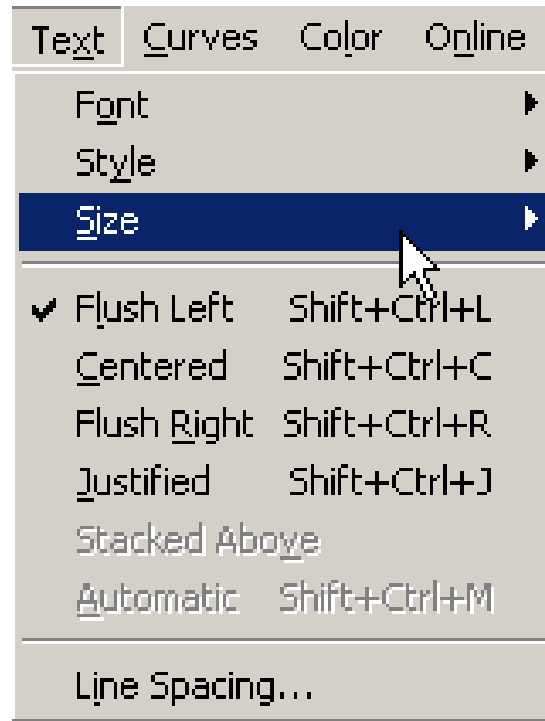 Text Curves Color Online
Font
Style
Size
Flush Left Shift+Ctrl+L
Centered Shift+Ctrl+C
Flush Right Shift+Ctrl+R
Justified Shift+Ctrl+J
Stacked Above
Automatic Shift+Ctrl+M
Line Spacing...